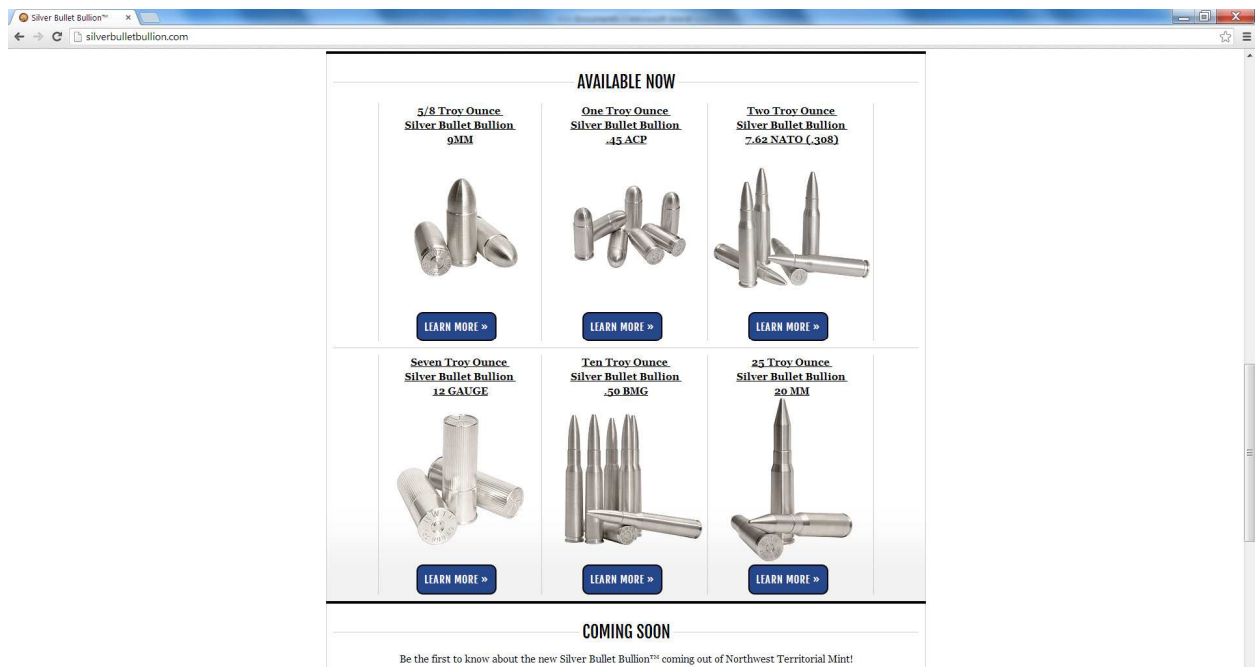 Silver Bullet Bullion™
silverbulletbullion.com
AVAILABLE NOW
5/8 Troy Ounce
Silver Bullet Bullion
9MM
One Troy Ounce
Silver Bullet Bullion
.45 ACP
Two Troy Ounce
Silver Bullet Bullion
7.62 NATO (.308)
LEARN MORE »
LEARN MORE »
LEARN MORE »
Seven Troy Ounce
Silver Bullet Bullion
12 GAUGE
Ten Troy Ounce
Silver Bullet Bullion
.50 BMG
25 Troy Ounce
Silver Bullet Bullion
20 MM
LEARN MORE »
LEARN MORE »
LEARN MORE »
COMING SOON
Be the first to know about the new Silver Bullet Bullion™ coming out of Northwest Territorial Mint!